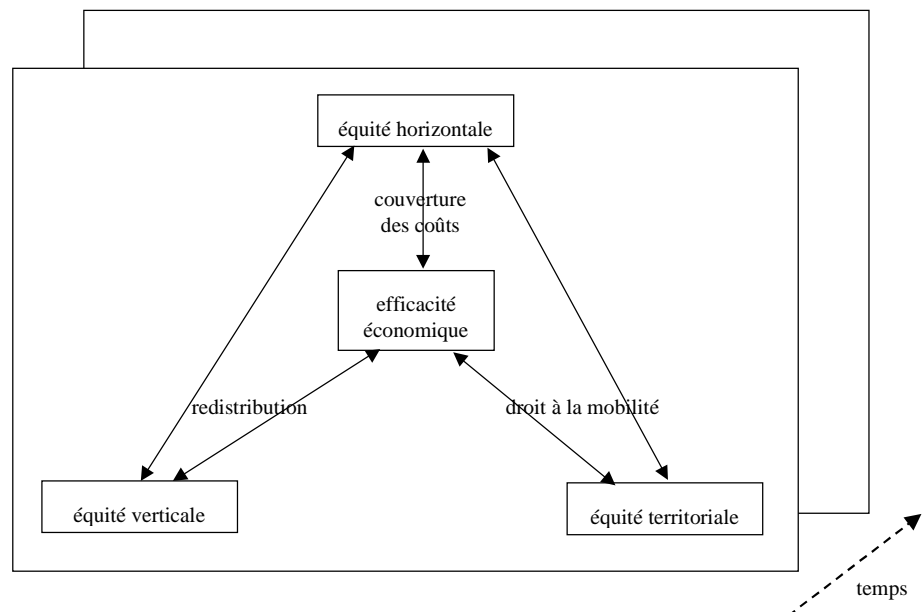 équité horizontale
couverture
des coûts
efficacité
économique
redistribution
droit à la mobilité
équité verticale
équité territoriale
temps